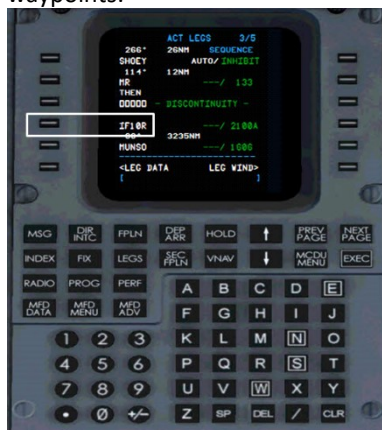 waypoints.
ACT LEGS 3/5
266° 26NM SEQUENCE
SHOEY AUTO/INHIBIT
114° 12NM
MR ---/ 133
THEN
□□□□□ - DISCONTINUITY -
IF10R ---/ 2100A
3235NM
MUNSO ---/ 1606
<LEG DATA LEG WIND>
[ ]
MSG DIR INTC FPLN DEP ARR HOLD ↑ PREV PAGE NEXT PAGE
INDEX FIX LEGS SEC FPLN VNAV ↓ MCDU MENU EXEC
RADIO PROG PERF
MFD DATA MFD MENU MFD ADV
A B C D E
F G H I J
1 2 3 K L M N O
4 5 6 P Q R S T
7 8 9 U V W X Y
. 0 +/- Z SP DEL / CLR